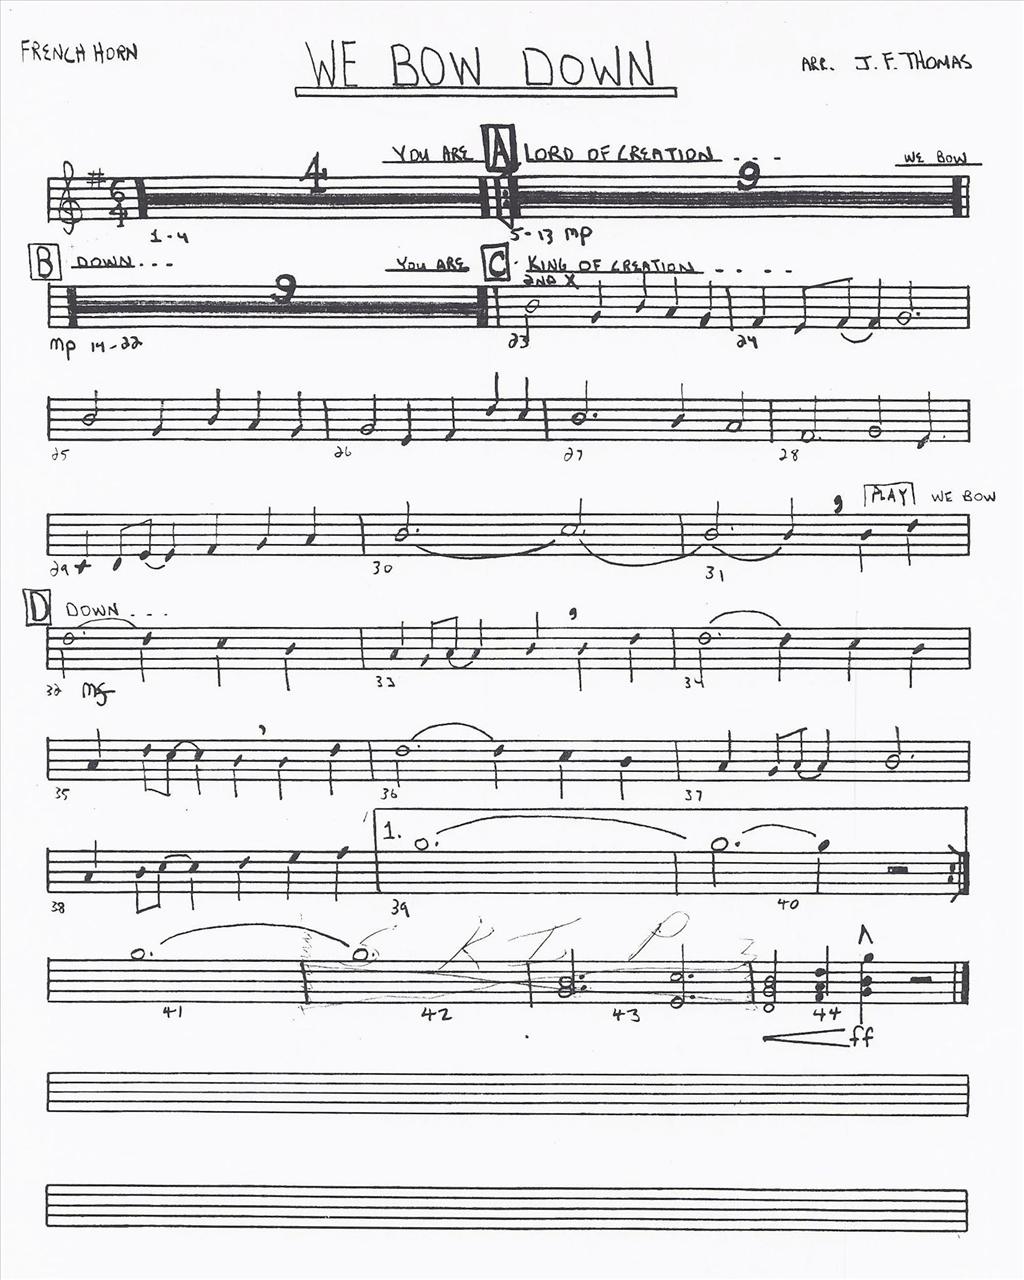 FRENCH HORN
WE BOW DOWN
ARR. J. F. THOMAS
YOU ARE A LORD OF CREATION . . . .
WE BOW
6
4
4
9
1-4
5-13 mp
B DOWN . . .
YOU ARE C KING OF CREATION . . . . .
2ND X
9
mp 14-22
23
24
25
26
27
28
PLAY WE BOW
29
30
31
D DOWN . . .
32 mf
33
34
35
36
37
1.
38
39
40
41
42
43
44
ff